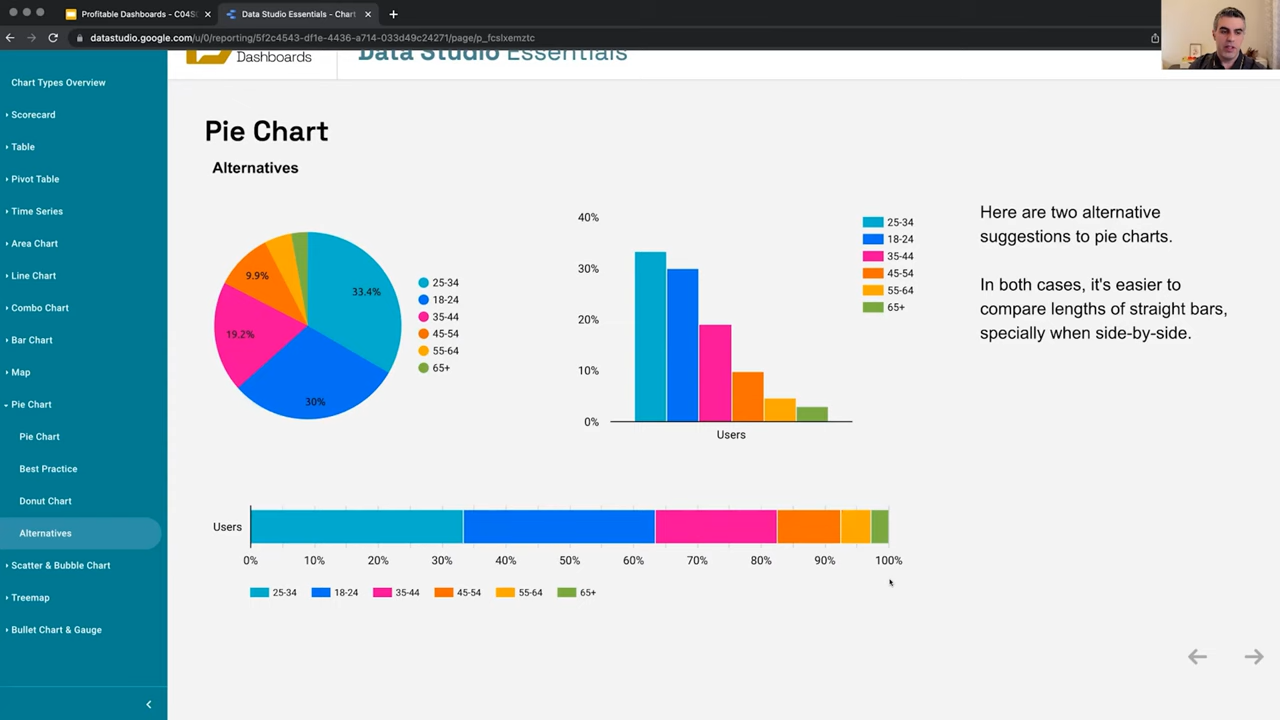 Profitable Dashboards - C04S0
Data Studio Essentials - Chart
datastudio.google.com/u/0/reporting/5f2c4543-df1e-4436-a714-033d49c24271/page/p_fcslxemztc
Dashboards
Data Studio Essentials
Chart Types Overview
Scorecard
Table
Pivot Table
Time Series
Area Chart
Line Chart
Combo Chart
Bar Chart
Map
Pie Chart
Pie Chart
Best Practice
Donut Chart
Alternatives
Scatter & Bubble Chart
Treemap
Bullet Chart & Gauge
Pie Chart
Alternatives
33.4%
30%
19.2%
9.9%
25-34
18-24
35-44
45-54
55-64
65+
40%
30%
20%
10%
0%
Users
25-34
18-24
35-44
45-54
55-64
65+
Here are two alternative
suggestions to pie charts.
In both cases, it's easier to
compare lengths of straight bars,
specially when side-by-side.
Users
0% 10% 20% 30% 40% 50% 60% 70% 80% 90% 100%
25-34 18-24 35-44 45-54 55-64 65+